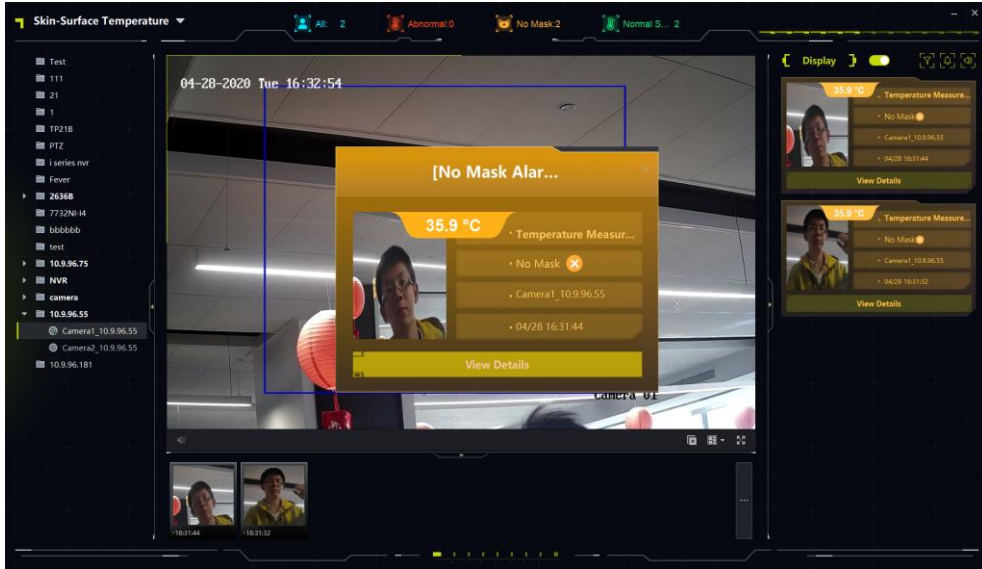 Skin-Surface Temperature
All: 2
Abnormal:0
No Mask:2
Normal S... 2
Test
111
21
1
TP21B
PTZ
i series nvr
Fever
2636B
7732NI-I4
bbbbbb
test
10.9.96.75
NVR
camera
10.9.96.55
Camera1_10.9.96.55
Camera2_10.9.96.55
10.9.96.181
04-28-2020 Tue 16:32:54
[No Mask Alar...
35.9 °C
Temperature Measur...
No Mask
Camera1_10.9.96.55
04/28 16:31:44
View Details
Camera 01
16:31:44
16:31:32
Display
35.9 °C
Temperature Measure...
No Mask
Camera1_10.9.96.55
04/28 16:31:44
View Details
35.9 °C
Temperature Measure...
No Mask
Camera1_10.9.96.55
04/28 16:31:32
View Details